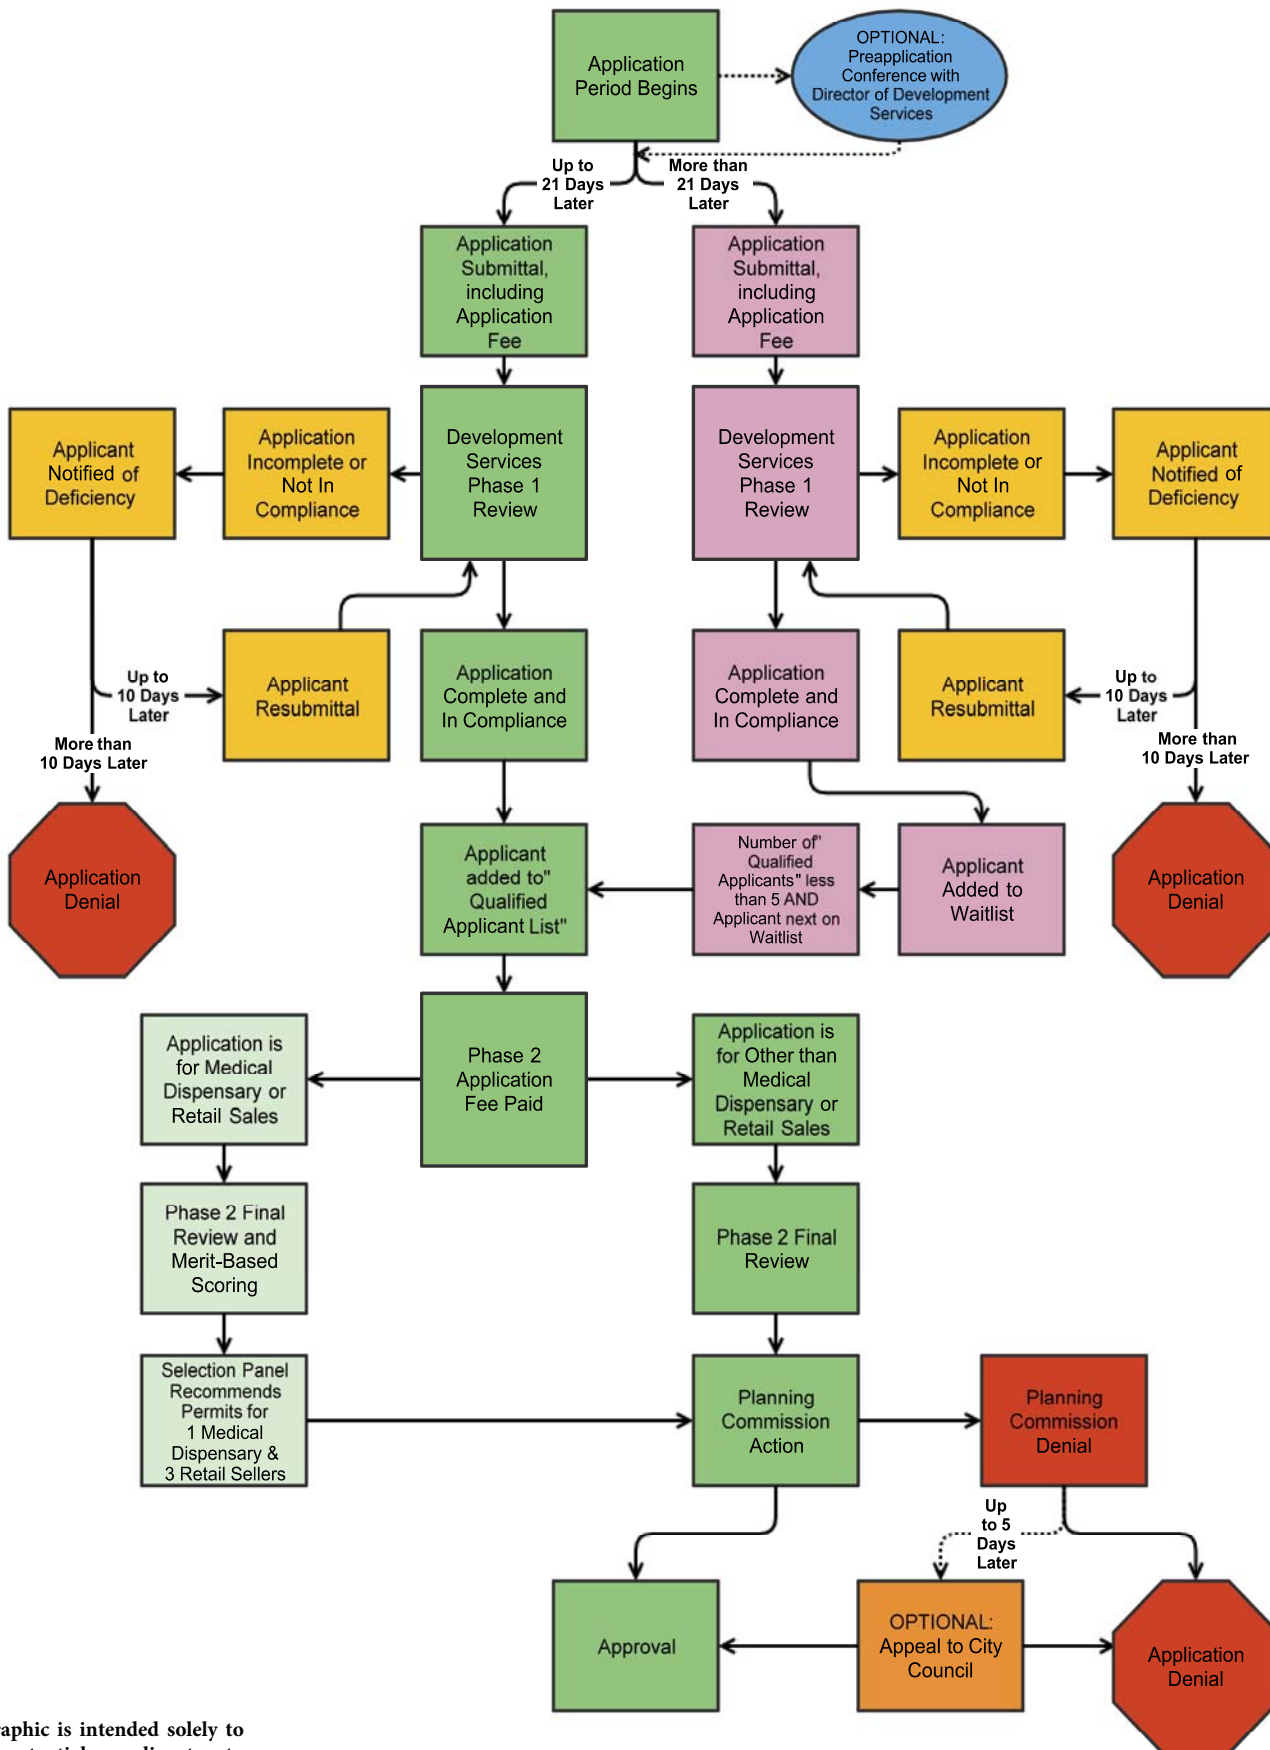 Application
Period Begins
OPTIONAL:
Preapplication
Conference with
Director of Development
Services
Up to
21 Days
Later
More than
21 Days
Later
Application
Submittal,
including
Application
Fee
Application
Submittal,
including
Application
Fee
Applicant
Notified of
Deficiency
Application
Incomplete or
Not In
Compliance
Development
Services
Phase 1
Review
Development
Services
Phase 1
Review
Application
Incomplete or
Not In
Compliance
Applicant
Notified of
Deficiency
Up to
10 Days
Later
Applicant
Resubmittal
Application
Complete and
In Compliance
Application
Complete and
In Compliance
Applicant
Resubmittal
Up to
10 Days
Later
More than
10 Days Later
More than
10 Days Later
Application
Denial
Applicant
added to"
Qualified
Applicant List"
Number of"
Qualified
Applicants" less
than 5 AND
Applicant next on
Waitlist
Applicant
Added to
Waitlist
Application
Denial
Application is
for Medical
Dispensary or
Retail Sales
Phase 2
Application
Fee Paid
Application is
for Other than
Medical
Dispensary or
Retail Sales
Phase 2 Final
Review and
Merit-Based
Scoring
Phase 2 Final
Review
Selection Panel
Recommends
Permits for
1 Medical
Dispensary &
3 Retail Sellers
Planning
Commission
Action
Planning
Commission
Denial
Up
to 5
Days
Later
Approval
OPTIONAL:
Appeal to City
Council
Application
Denial
raphic is intended solely to